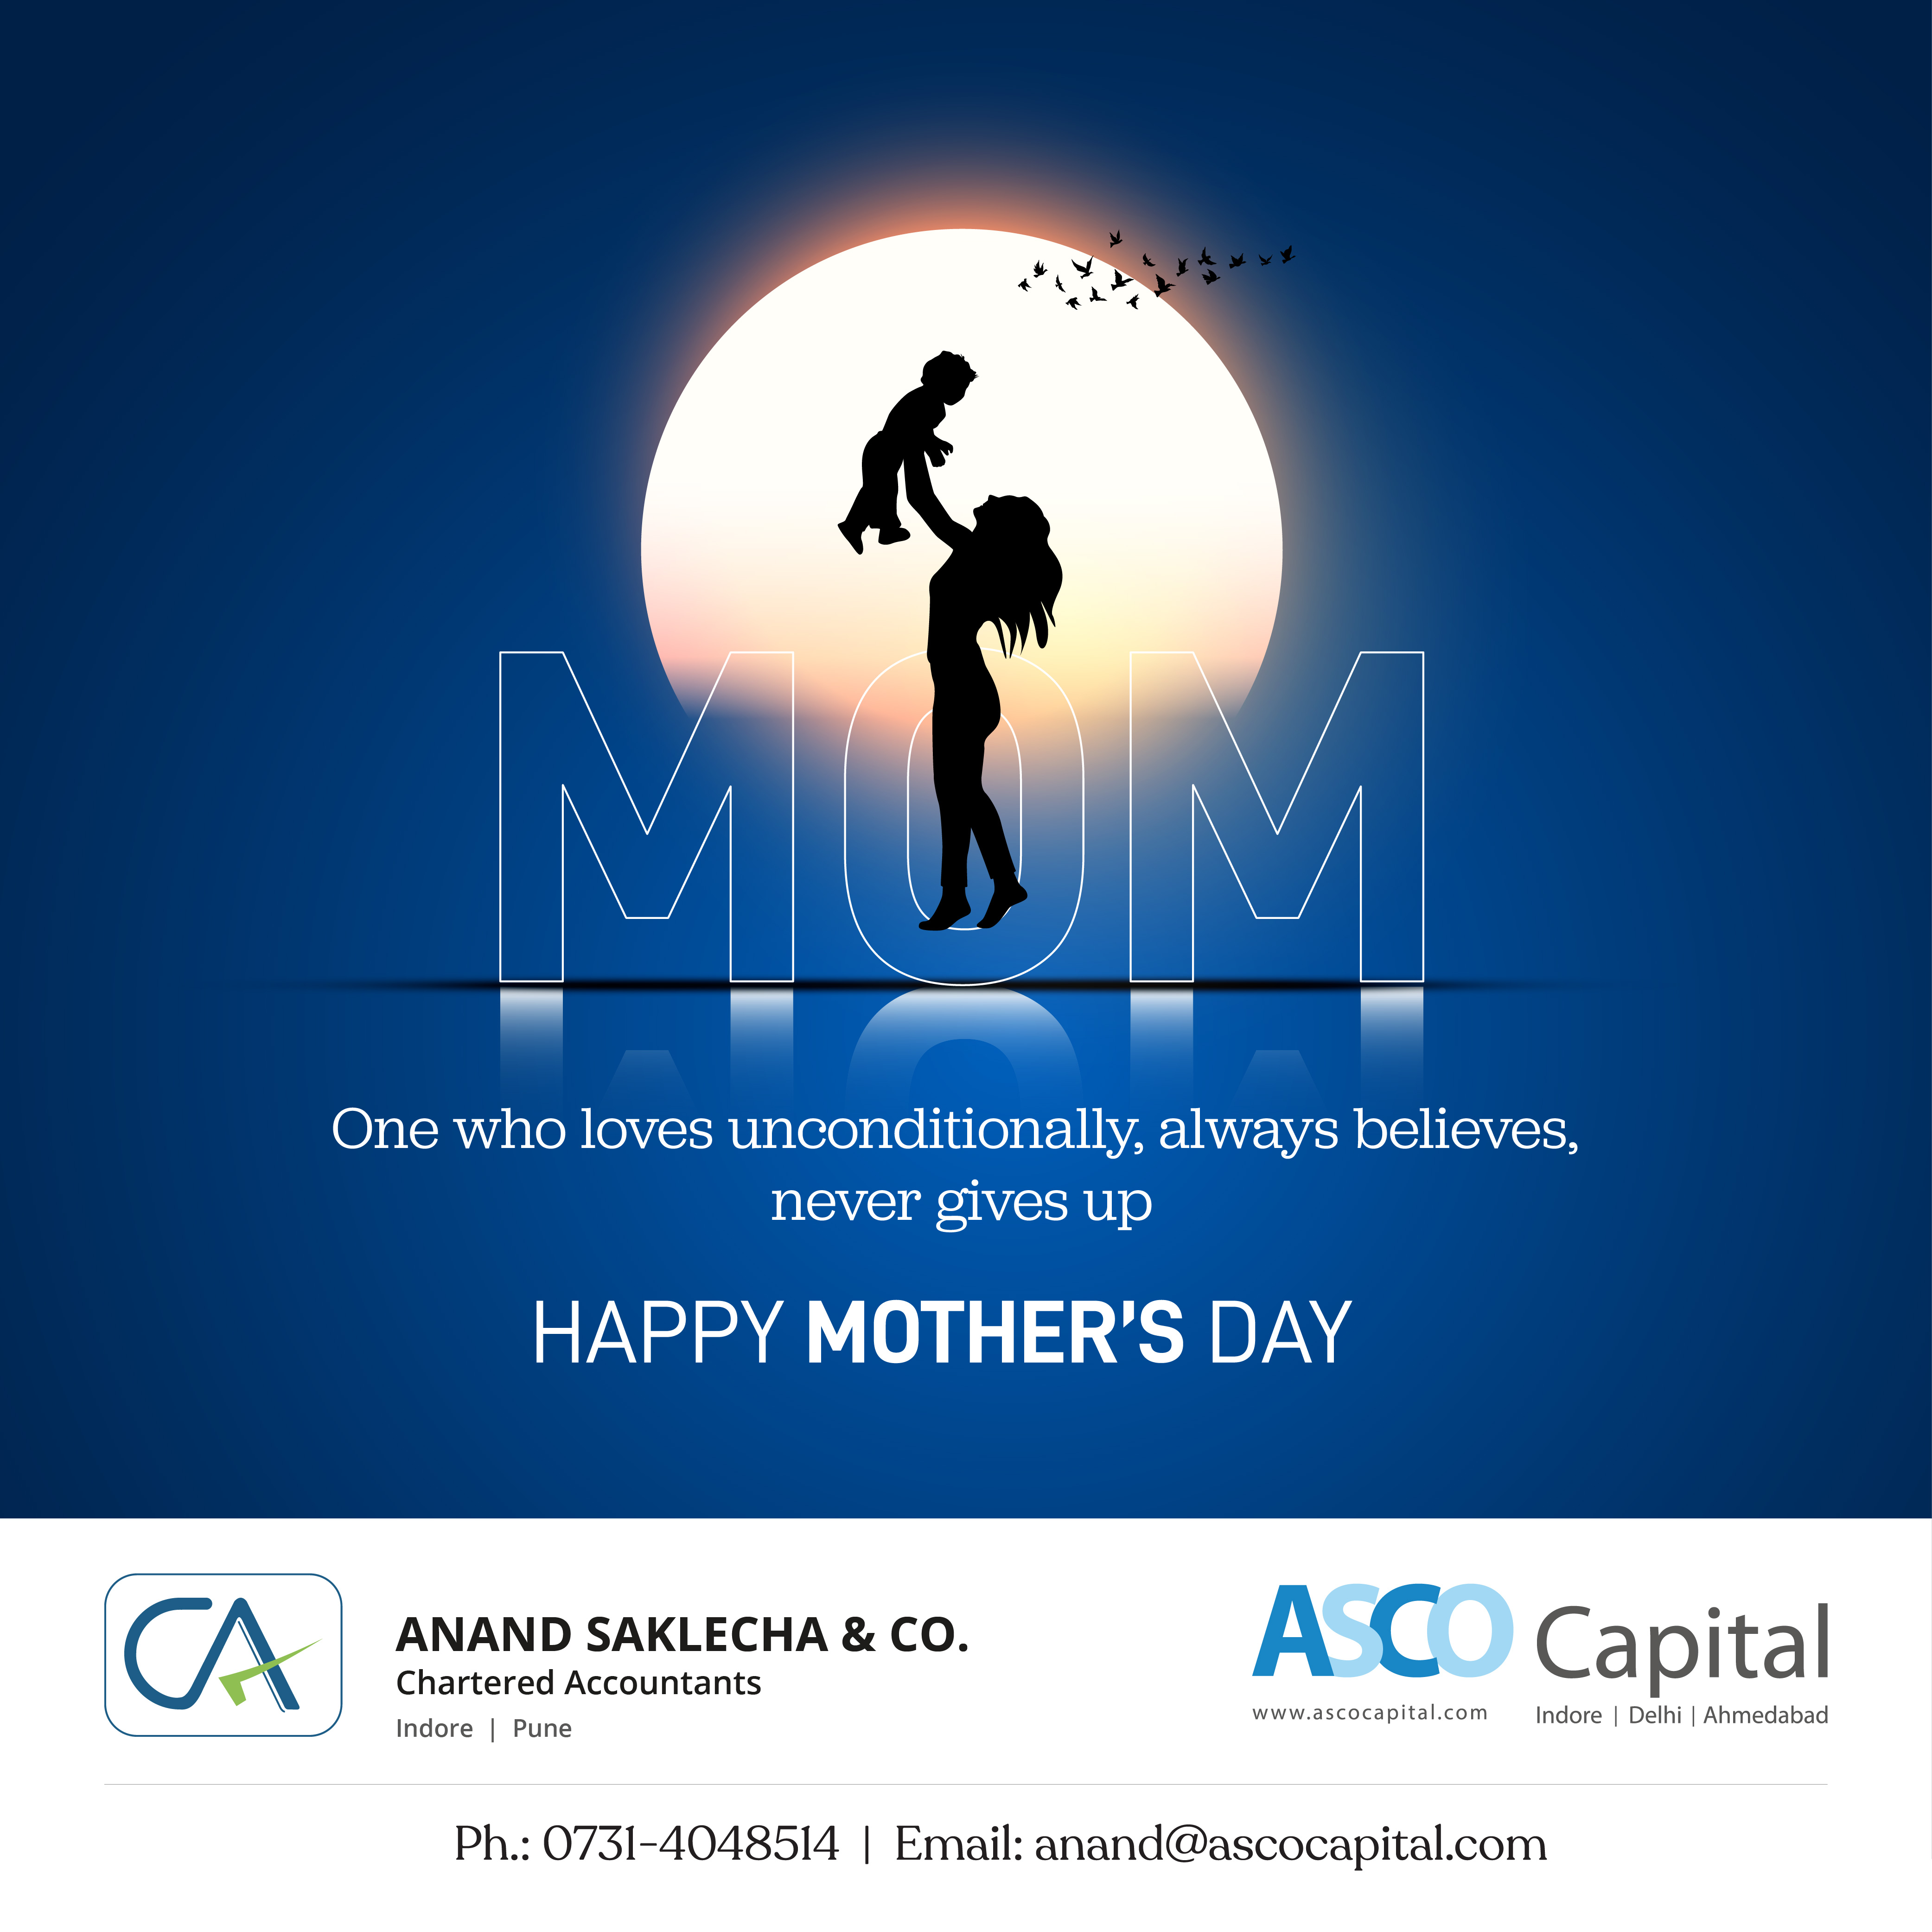 MOM
One who loves unconditionally, always believes,
never gives up
HAPPY MOTHER'S DAY
CA
ANAND SAKLECHA & CO.
Chartered Accountants
Indore | Pune
ASCO Capital
www.ascocapital.com
Indore | Delhi | Ahmedabad
Ph.: 0731-4048514 | Email: anand@ascocapital.com